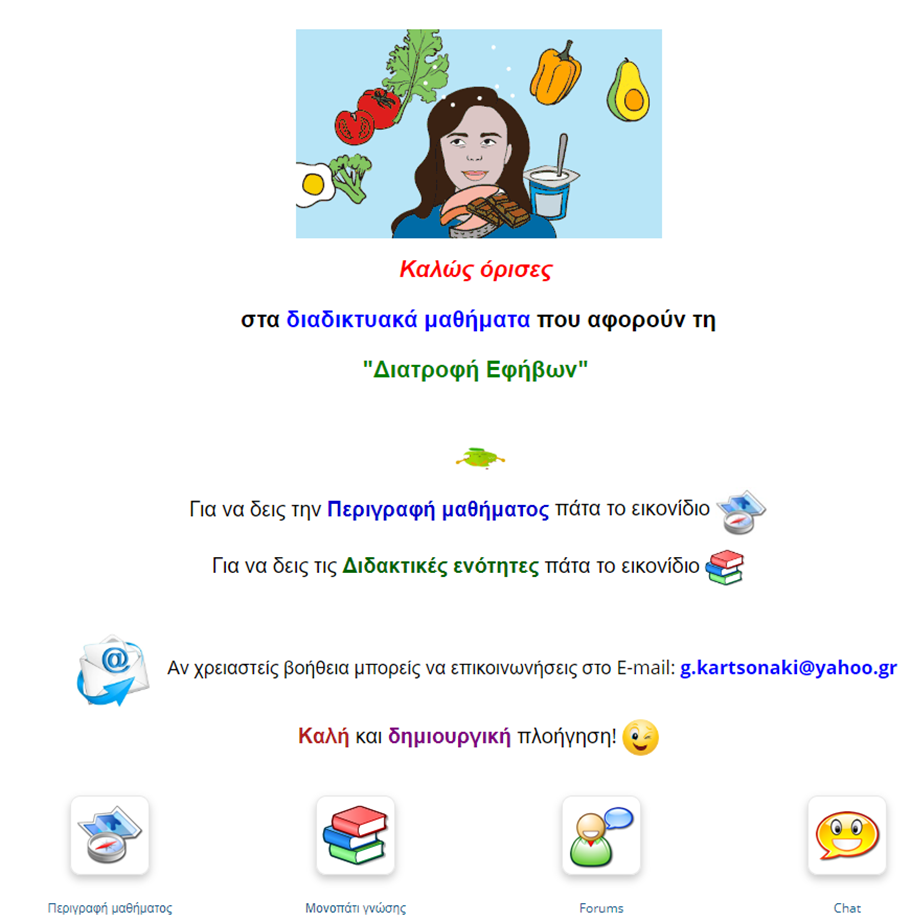 Καλώς όρισες
στα διαδικτυακά μαθήματα που αφορούν τη
"Διατροφή Εφήβων"
Για να δεις την Περιγραφή μαθήματος πάτα το εικονίδιο
Για να δεις τις Διδακτικές ενότητες πάτα το εικονίδιο
Αν χρειαστείς βοήθεια μπορείς να επικοινωνήσεις στο E-mail: g.kartsonaki@yahoo.gr
Καλή και δημιουργική πλοήγηση!
Περιγραφή μαθήματος Μονοπάτι γνώσης Forums Chat